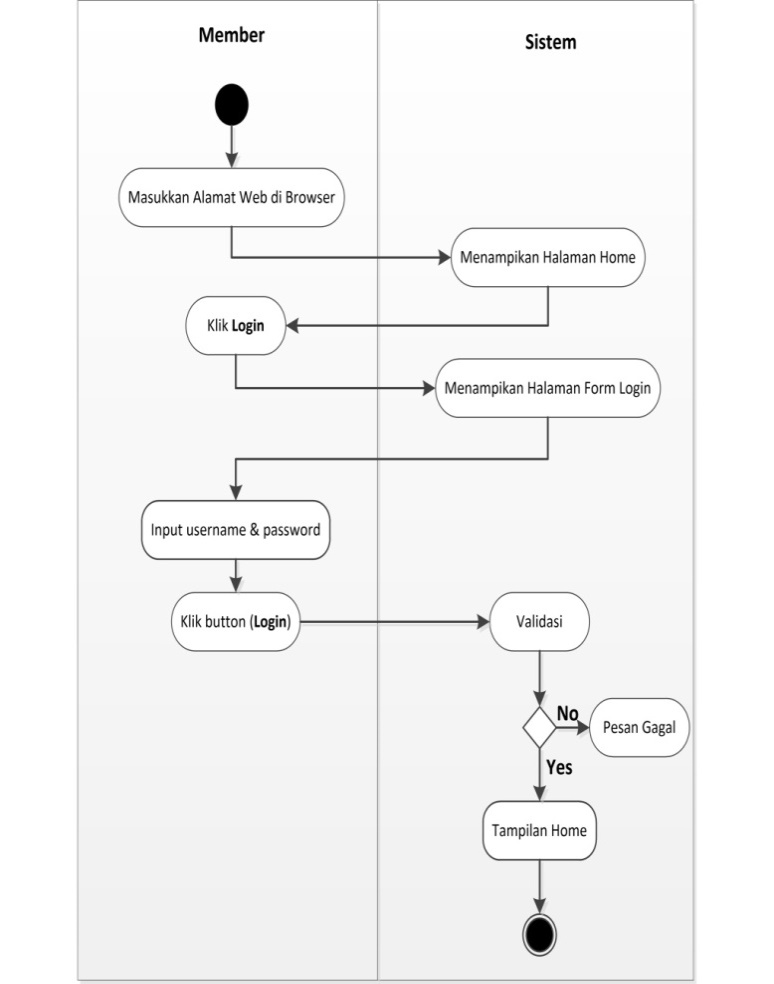 Member
Sistem
Masukkan Alamat Web di Browser
Menampikan Halaman Home
Klik Login
Menampikan Halaman Form Login
Input username & password
Klik button (Login)
Validasi
No
Pesan Gagal
Yes
Tampilan Home